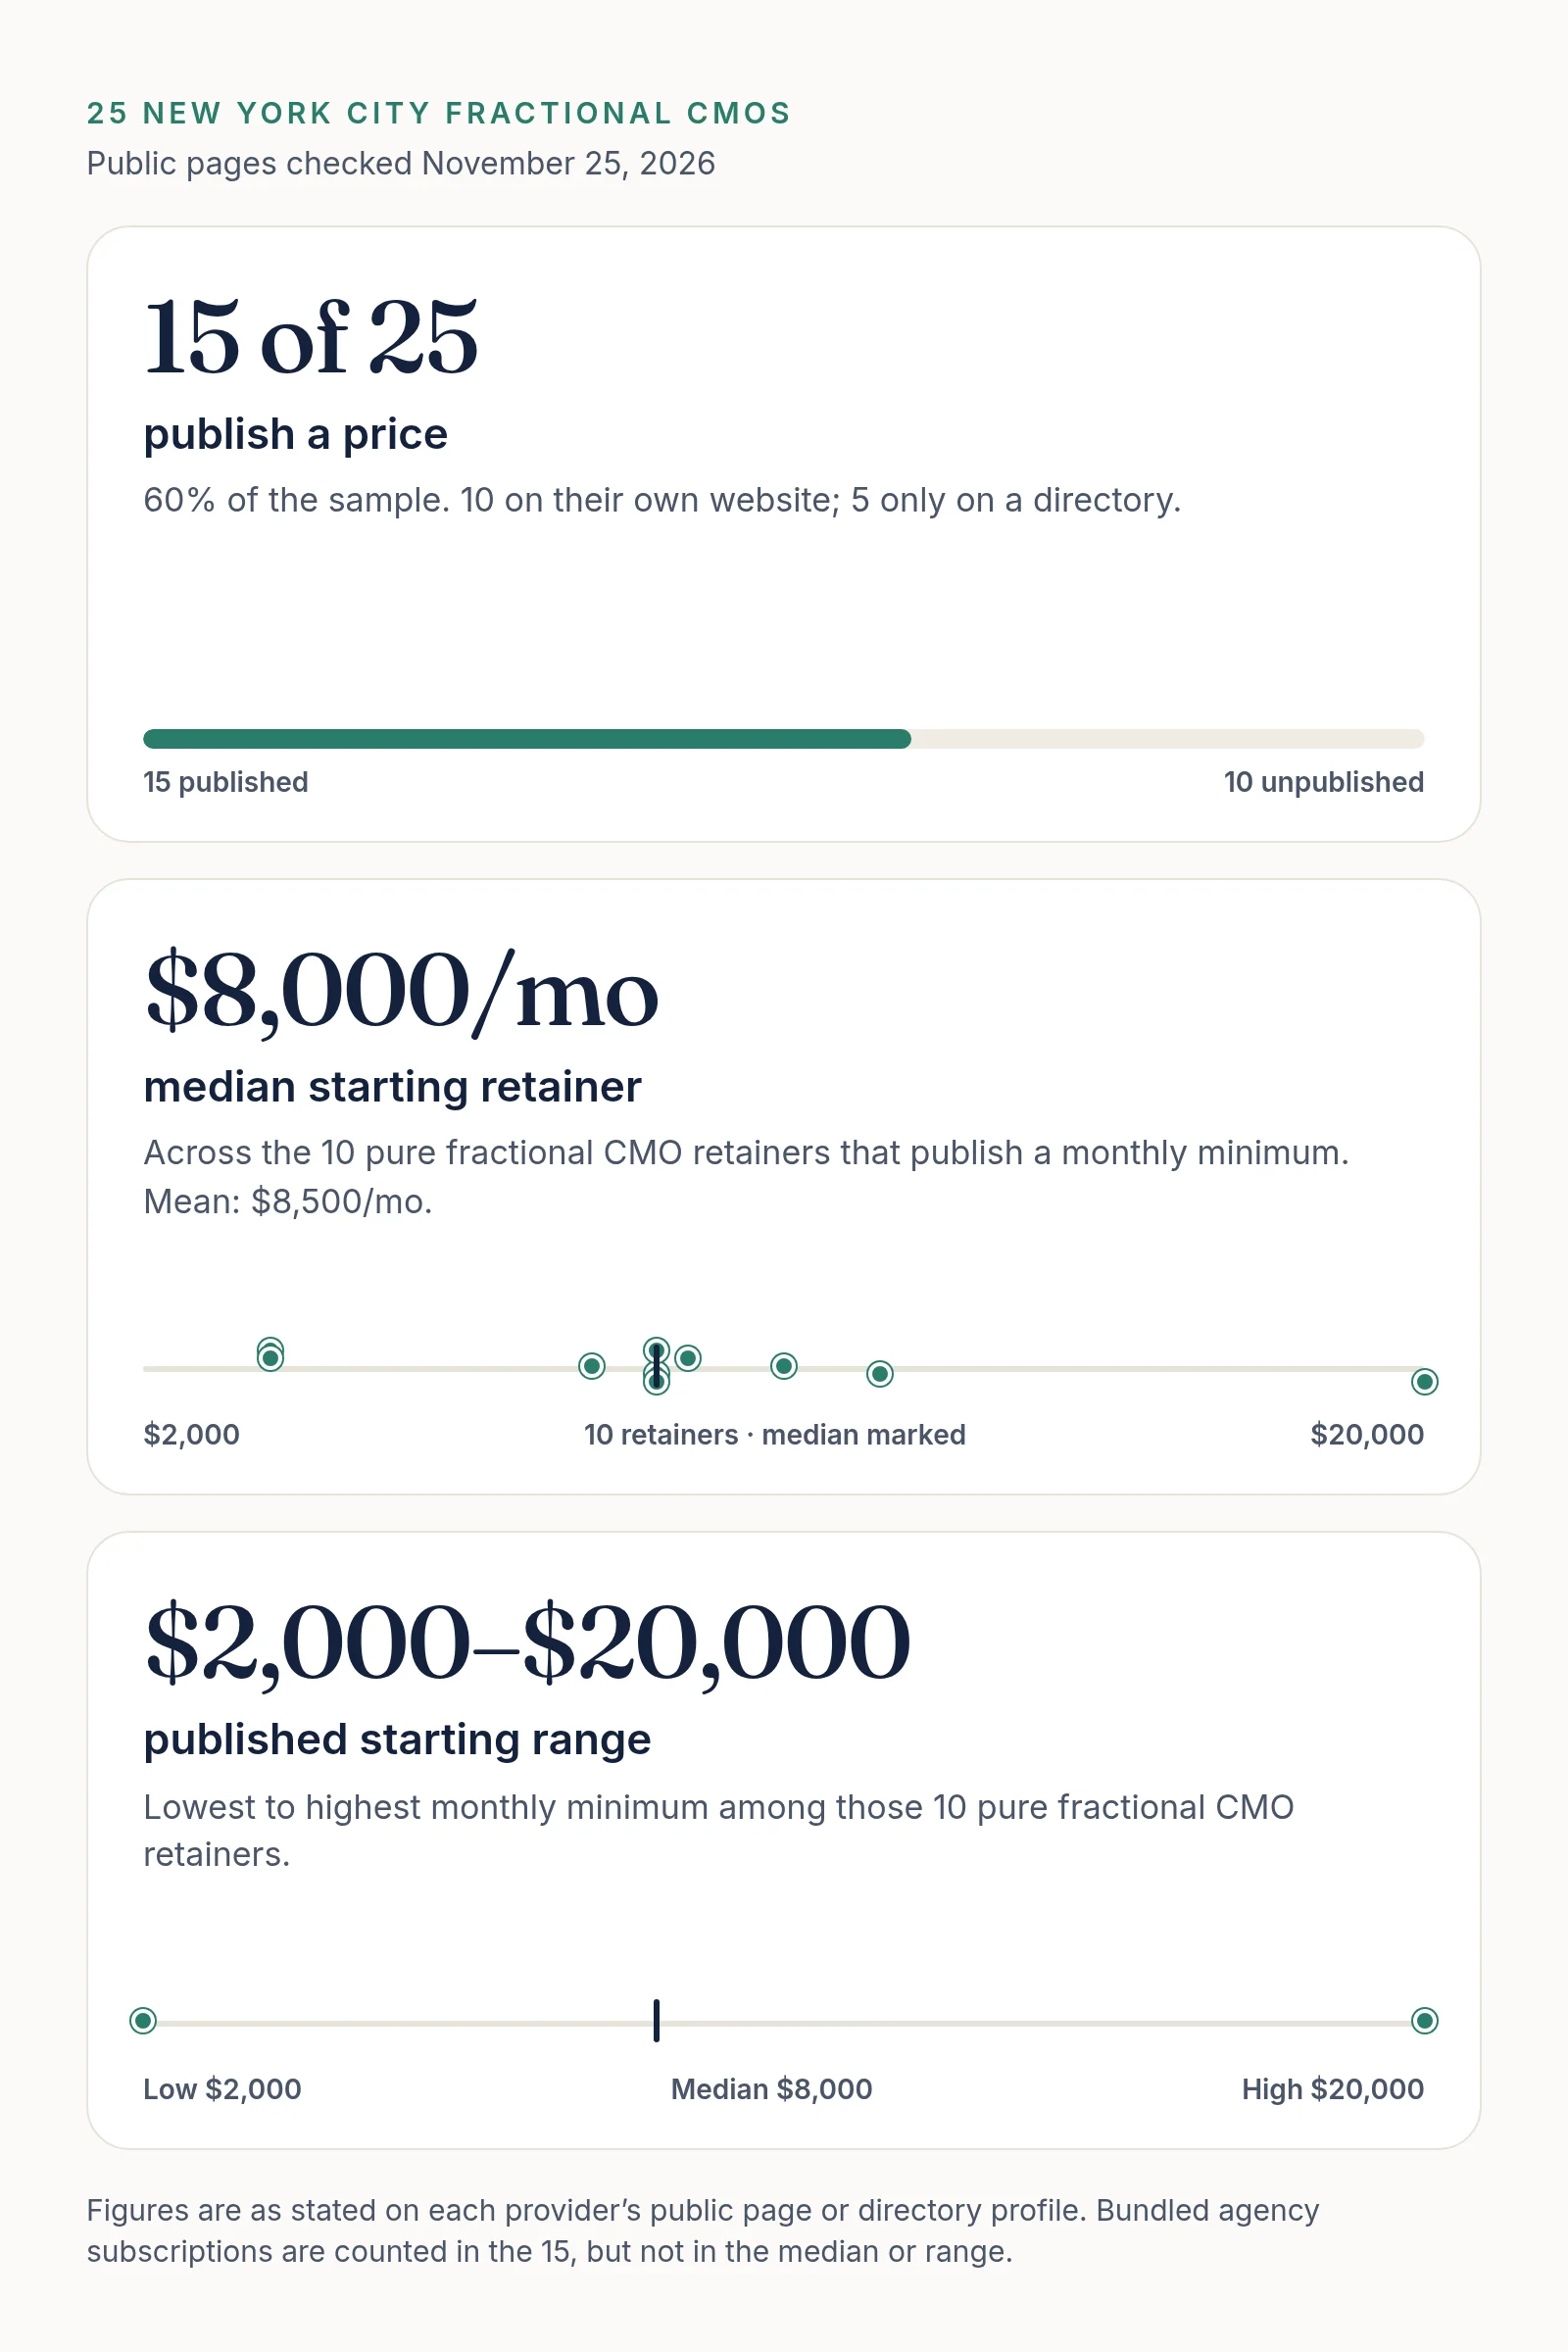 25 NEW YORK CITY FRACTIONAL CMOS
Public pages checked November 25, 2026
15 of 25
publish a price
60% of the sample. 10 on their own website; 5 only on a directory.
15 published
10 unpublished
$8,000/mo
median starting retainer
Across the 10 pure fractional CMO retainers that publish a monthly minimum.
Mean: $8,500/mo.
$2,000
10 retainers · median marked
$20,000
$2,000–$20,000
published starting range
Lowest to highest monthly minimum among those 10 pure fractional CMO
retainers.
Low $2,000
Median $8,000
High $20,000
Figures are as stated on each provider’s public page or directory profile. Bundled agency
subscriptions are counted in the 15, but not in the median or range.